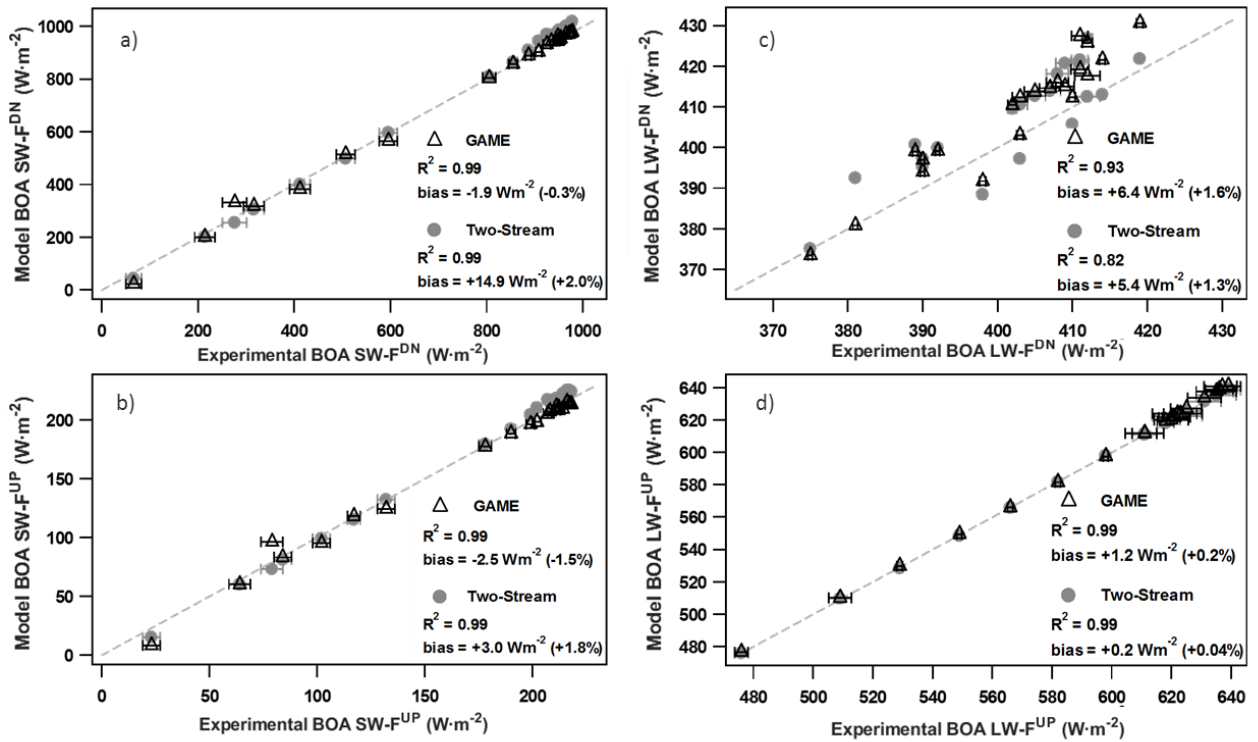 a)
Model BOA SW-F^DN (W·m^-2)
1000
800
600
400
200
0
GAME
R^2 = 0.99
bias = -1.9 Wm^-2 (-0.3%)
Two-Stream
R^2 = 0.99
bias = +14.9 Wm^-2 (+2.0%)
0 200 400 600 800 1000
Experimental BOA SW-F^DN (W·m^-2)
c)
Model BOA LW-F^DN (W·m^-2)
430
420
410
400
390
380
370
GAME
R^2 = 0.93
bias = +6.4 Wm^-2 (+1.6%)
Two-Stream
R^2 = 0.82
bias = +5.4 Wm^-2 (+1.3%)
370 380 390 400 410 420 430
Experimental BOA LW-F^DN (W·m^-2)
b)
Model BOA SW-F^UP (W·m^-2)
200
150
100
50
0
GAME
R^2 = 0.99
bias = -2.5 Wm^-2 (-1.5%)
Two-Stream
R^2 = 0.99
bias = +3.0 Wm^-2 (+1.8%)
0 50 100 150 200
Experimental BOA SW-F^UP (W·m^-2)
d)
Model BOA LW-F^UP (W·m^-2)
640
620
600
580
560
540
520
500
480
GAME
R^2 = 0.99
bias = +1.2 Wm^-2 (+0.2%)
Two-Stream
R^2 = 0.99
bias = +0.2 Wm^-2 (+0.04%)
480 500 520 540 560 580 600 620 640
Experimental BOA LW-F^UP (W·m^-2)